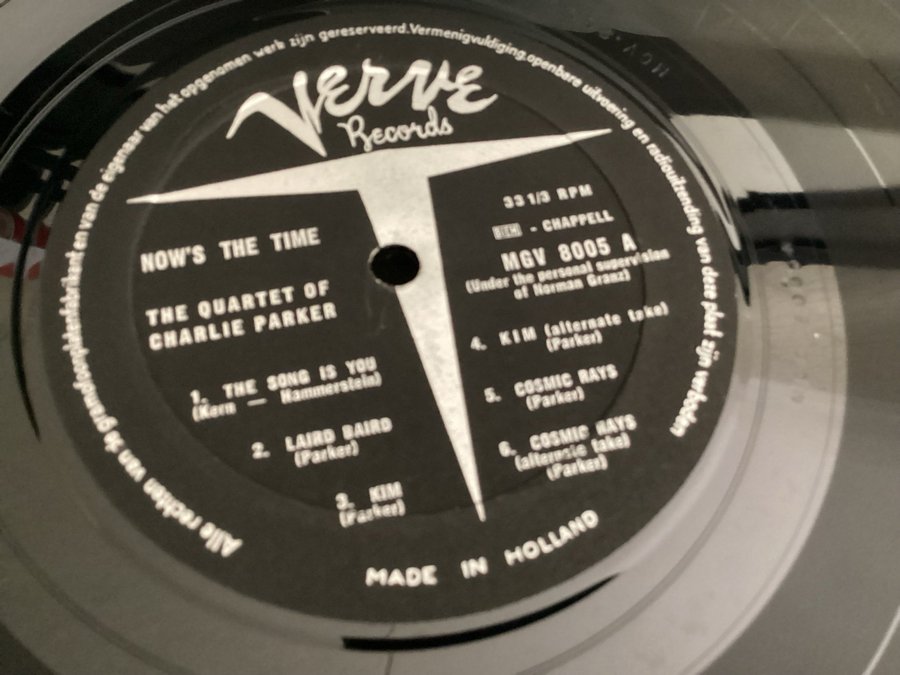 Alle rechten van de grammofoonplatenfabrikant en van de eigenaar van het opgenomen werk zijn gereserveerd. Vermenigvuldiging, openbare uitvoering en radiouitzending van deze plaat zijn verboden
Verve
Records
33 1/3 RPM
BIEM - CHAPPELL
NOW'S THE TIME
MGV 8005 A
(Under the personal supervision
of Norman Granz)
THE QUARTET OF
CHARLIE PARKER
1. THE SONG IS YOU
(Kern — Hammerstein)
2. LAIRD BAIRD
(Parker)
3. KIM
(Parker)
4. KIM (alternate take)
(Parker)
5. COSMIC RAYS
(Parker)
6. COSMIC RAYS
(alternate take)
(Parker)
MADE IN HOLLAND